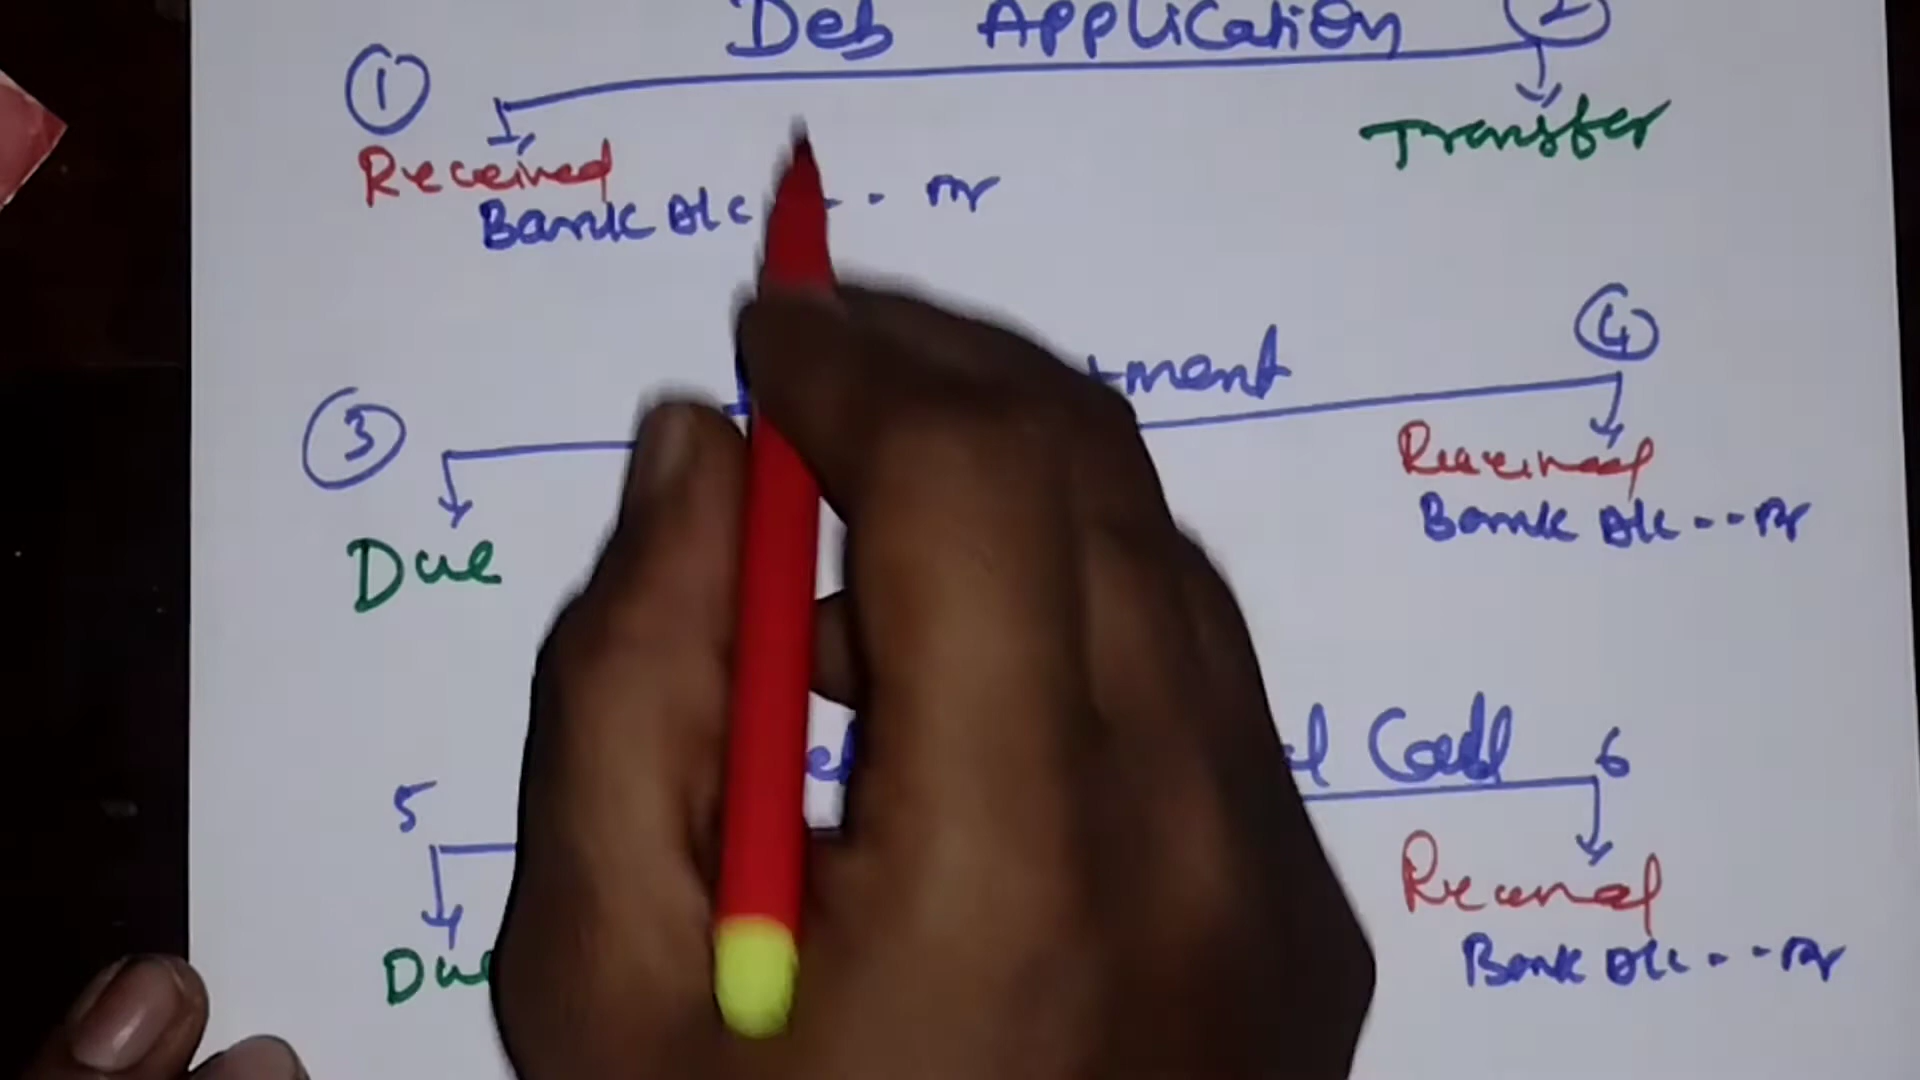 Deb Application 2
1
Received Transfer
Bank A/c - - Dr
4
tment
3
Received
Bank A/c - - Dr
Due
Call 6
5
Received
Due Bank A/c - - Dr